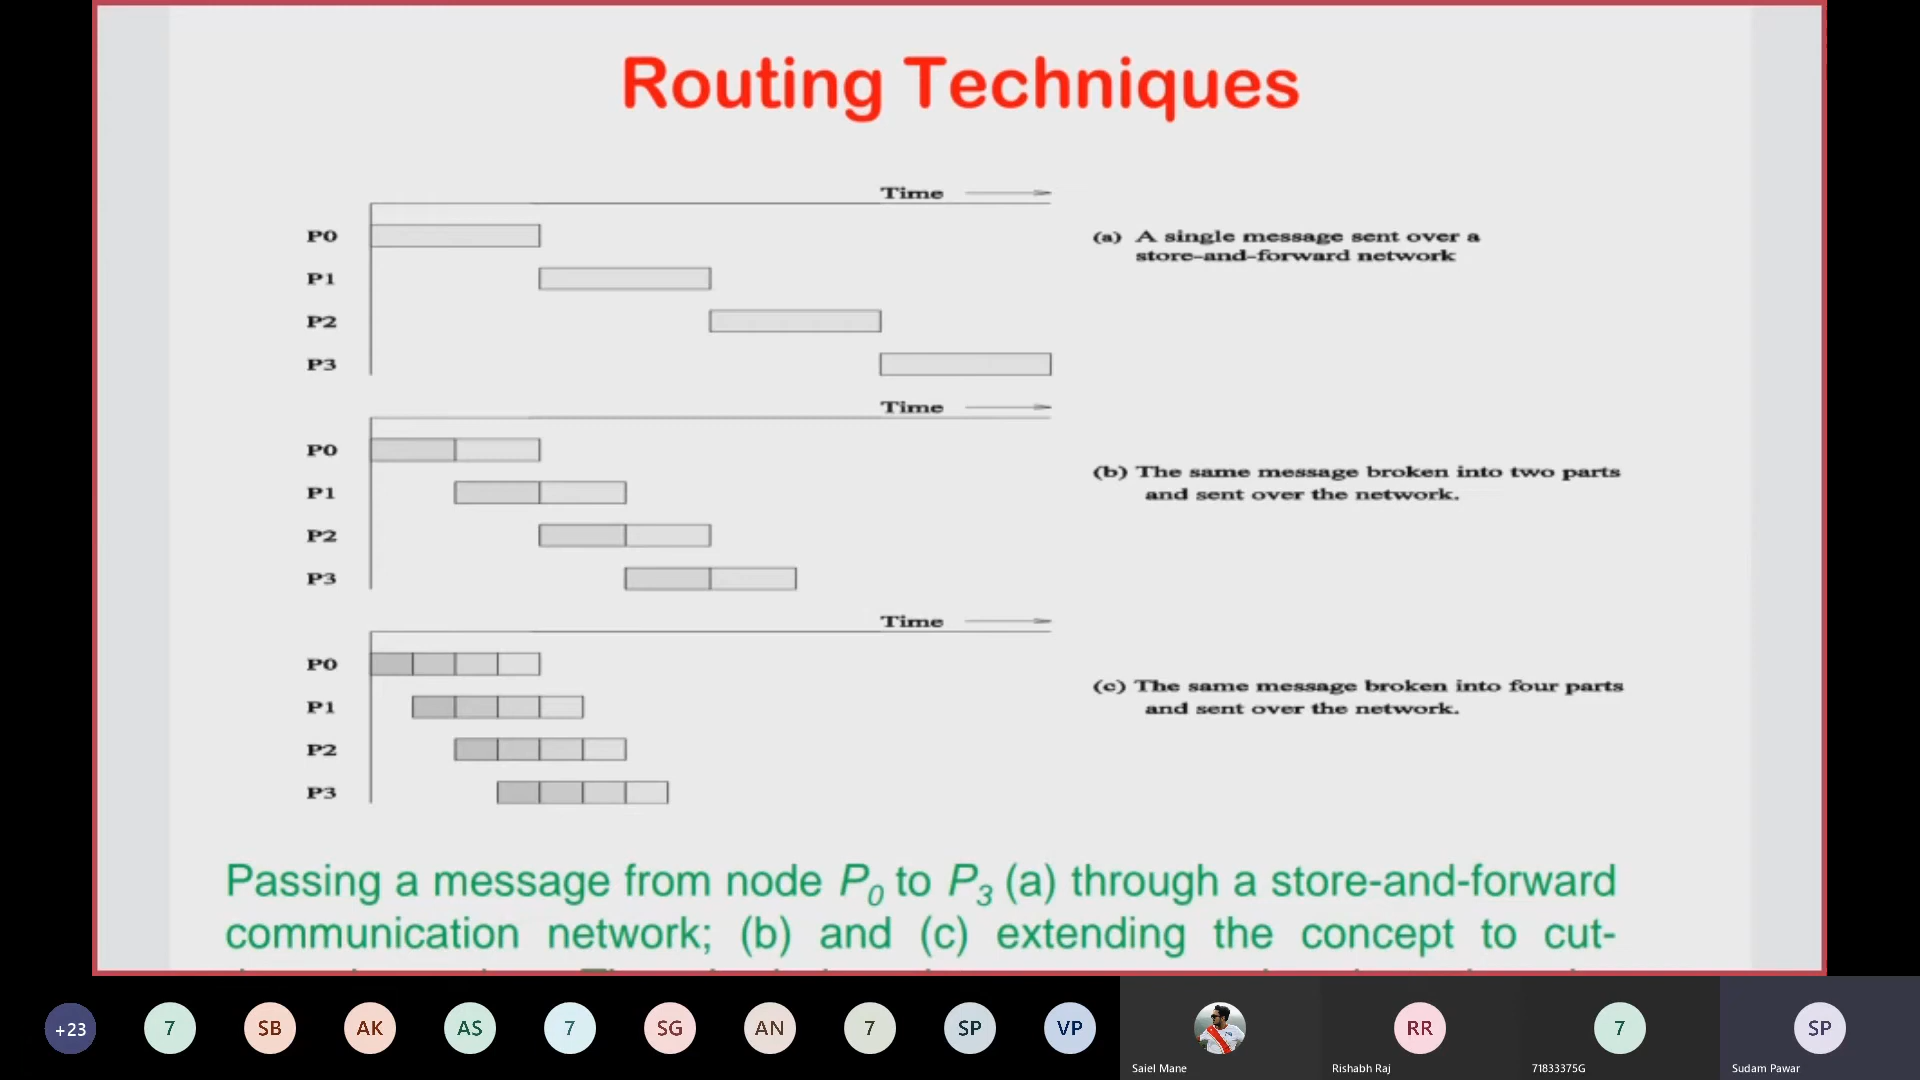 Routing Techniques
Time
P0
P1
P2
P3
(a) A single message sent over a
store-and-forward network
Time
P0
P1
P2
P3
(b) The same message broken into two parts
and sent over the network.
Time
P0
P1
P2
P3
(c) The same message broken into four parts
and sent over the network.
Passing a message from node P0 to P3 (a) through a store-and-forward
communication network; (b) and (c) extending the concept to cut-
+23
7
SB
AK
AS
7
SG
AN
7
SP
VP
Saiel Mane
RR
Rishabh Raj
7
71833375G
SP
Sudam Pawar